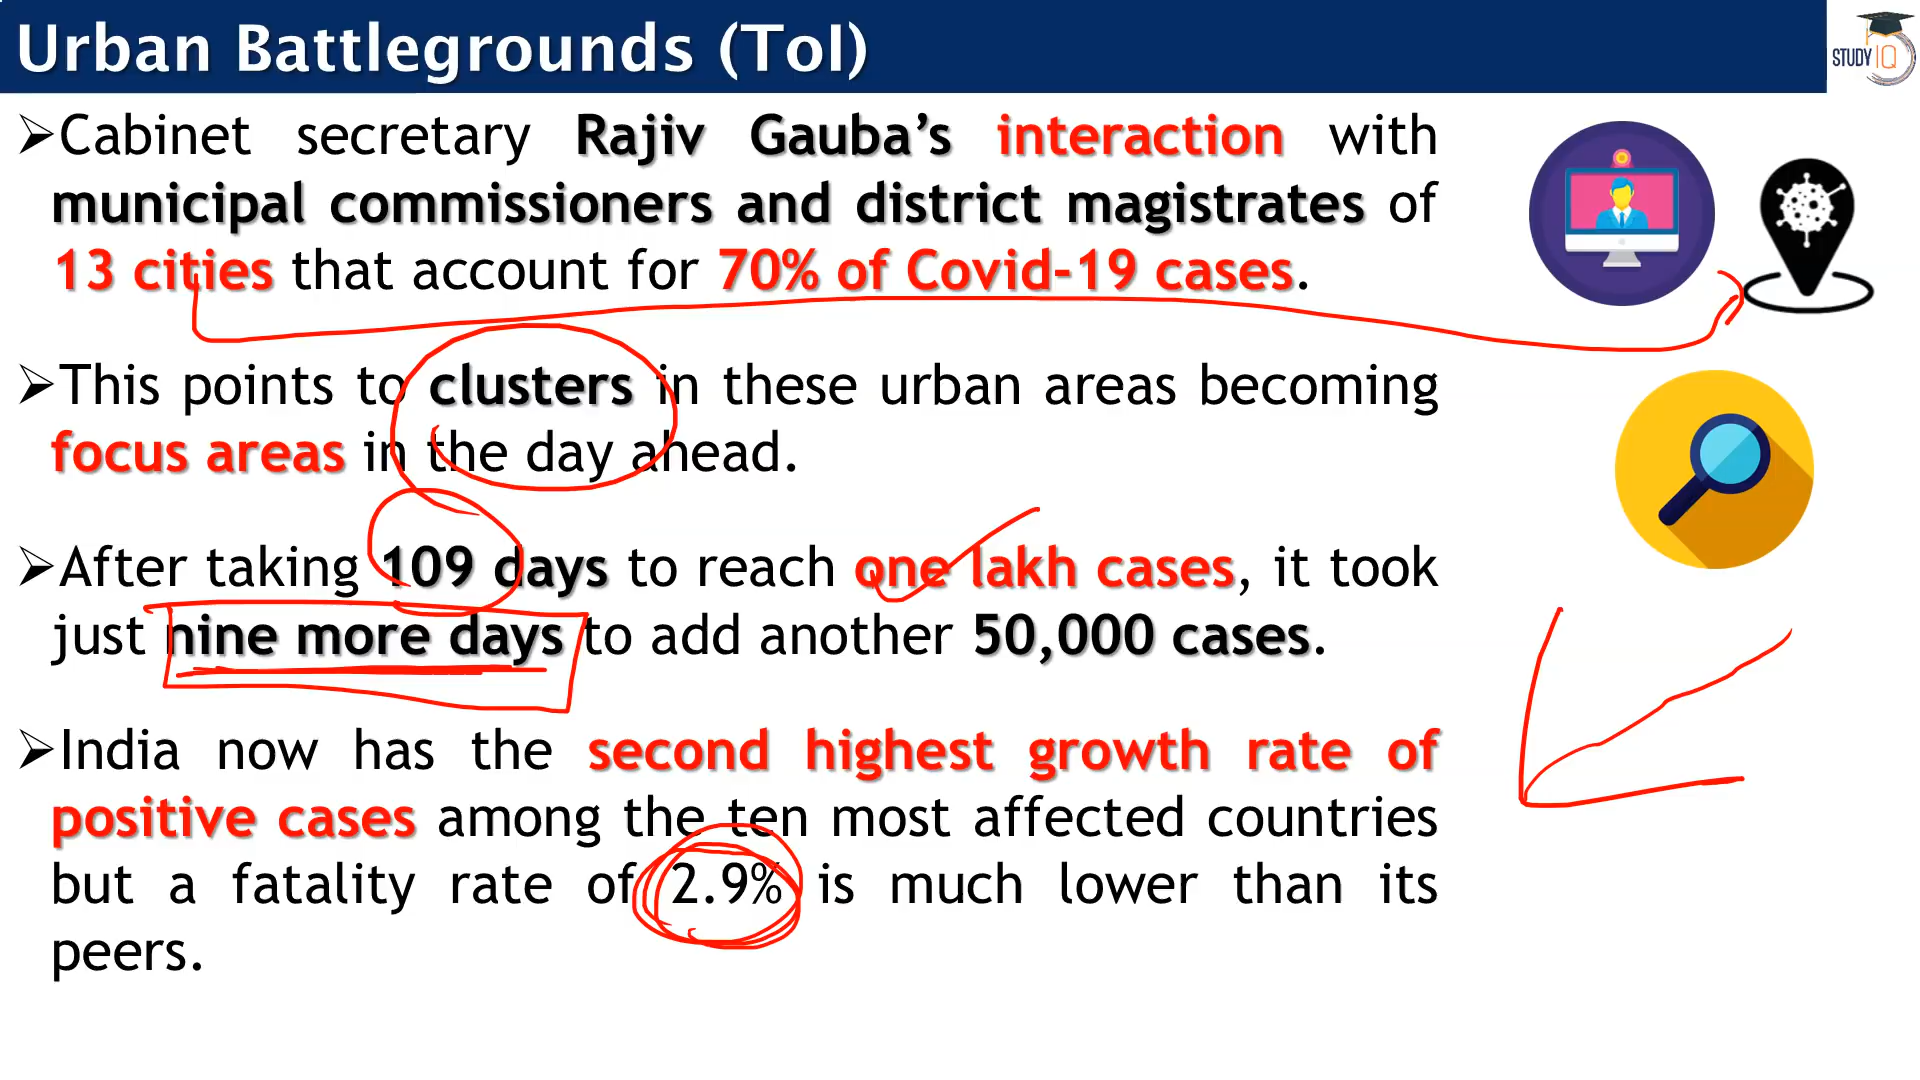 Urban Battlegrounds (ToI)
STUDY IQ
➤Cabinet secretary Rajiv Gauba’s interaction with
municipal commissioners and district magistrates of
13 cities that account for 70% of Covid-19 cases.
➤This points to clusters in these urban areas becoming
focus areas in the day ahead.
➤After taking 109 days to reach one lakh cases, it took
just nine more days to add another 50,000 cases.
➤India now has the second highest growth rate of
positive cases among the ten most affected countries
but a fatality rate of 2.9% is much lower than its
peers.